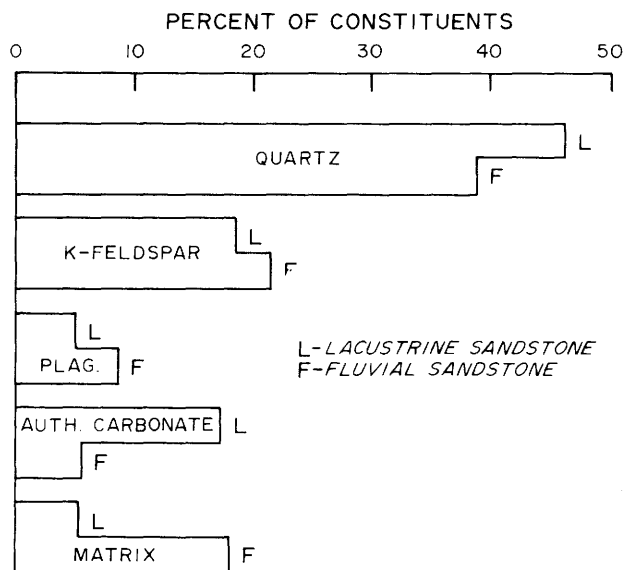 PERCENT OF CONSTITUENTS
0 10 20 30 40 50
QUARTZ
L
F
K-FELDSPAR
L
F
PLAG.
L
F
L-LACUSTRINE SANDSTONE
F-FLUVIAL SANDSTONE
AUTH. CARBONATE
L
F
MATRIX
L
F